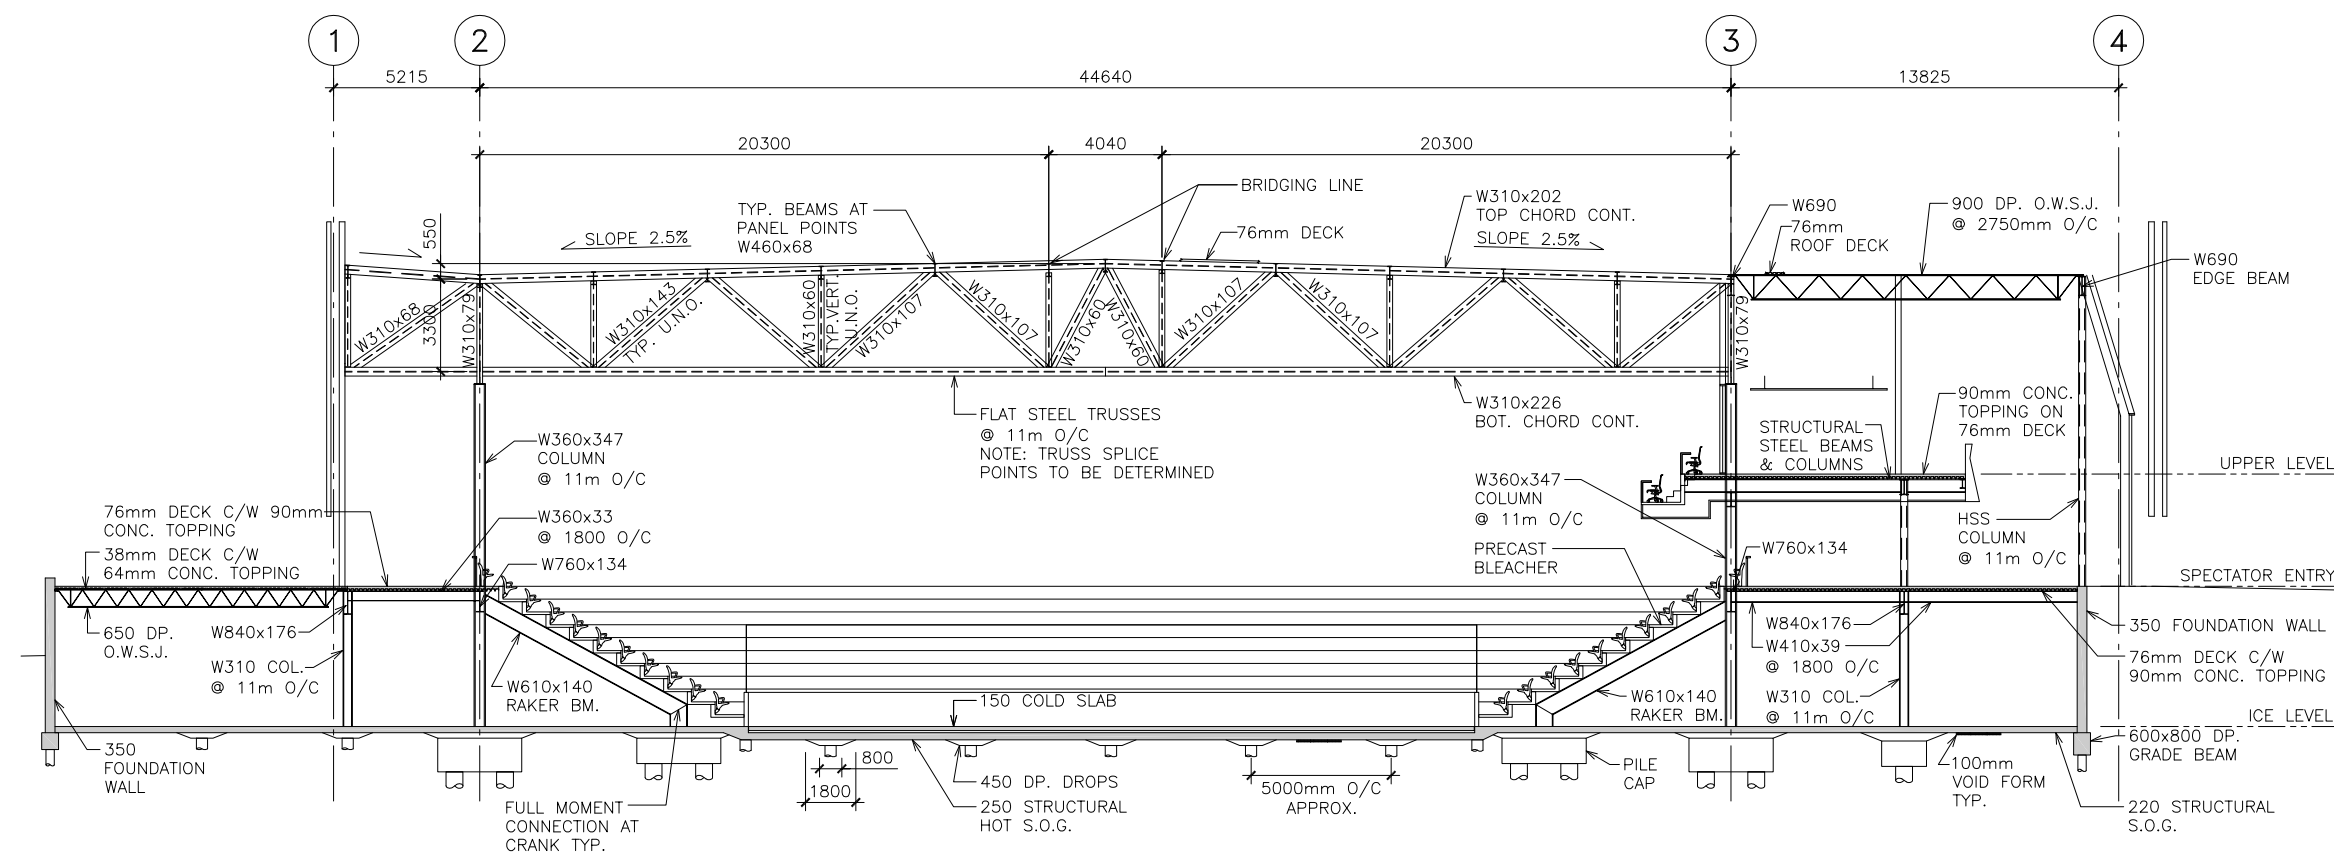 1
2
3
4
5215
44640
13825
20300
4040
20300
BRIDGING LINE
TYP. BEAMS AT
PANEL POINTS
W460x68
SLOPE 2.5%
76mm DECK
W310x202
TOP CHORD CONT.
SLOPE 2.5%
W690
76mm
ROOF DECK
900 DP. O.W.S.J.
@ 2750mm O/C
W690
EDGE BEAM
550
3300
W310x68
W310x79
W310x143
TYP. U.N.O.
W310x60
TYP.VERT.
U.N.O.
W310x107
W310x107
W310x60
W310x60
W310x107
W310x107
W310x79
FLAT STEEL TRUSSES
@ 11m O/C
NOTE: TRUSS SPLICE
POINTS TO BE DETERMINED
W310x226
BOT. CHORD CONT.
90mm CONC.
TOPPING ON
76mm DECK
STRUCTURAL
STEEL BEAMS
& COLUMNS
UPPER LEVEL
W360x347
COLUMN
@ 11m O/C
W360x347
COLUMN
@ 11m O/C
76mm DECK C/W 90mm
CONC. TOPPING
W360x33
@ 1800 O/C
HSS
COLUMN
@ 11m O/C
38mm DECK C/W
64mm CONC. TOPPING
W760x134
PRECAST
BLEACHER
W760x134
SPECTATOR ENTRY
650 DP.
O.W.S.J.
W840x176
W310 COL.
@ 11m O/C
W610x140
RAKER BM.
150 COLD SLAB
W610x140
RAKER BM.
W840x176
W410x39
@ 1800 O/C
W310 COL.
@ 11m O/C
350 FOUNDATION WALL
76mm DECK C/W
90mm CONC. TOPPING
ICE LEVEL
350
FOUNDATION
WALL
FULL MOMENT
CONNECTION AT
CRANK TYP.
800
1800
450 DP. DROPS
250 STRUCTURAL
HOT S.O.G.
5000mm O/C
APPROX.
PILE
CAP
100mm
VOID FORM
TYP.
600x800 DP.
GRADE BEAM
220 STRUCTURAL
S.O.G.